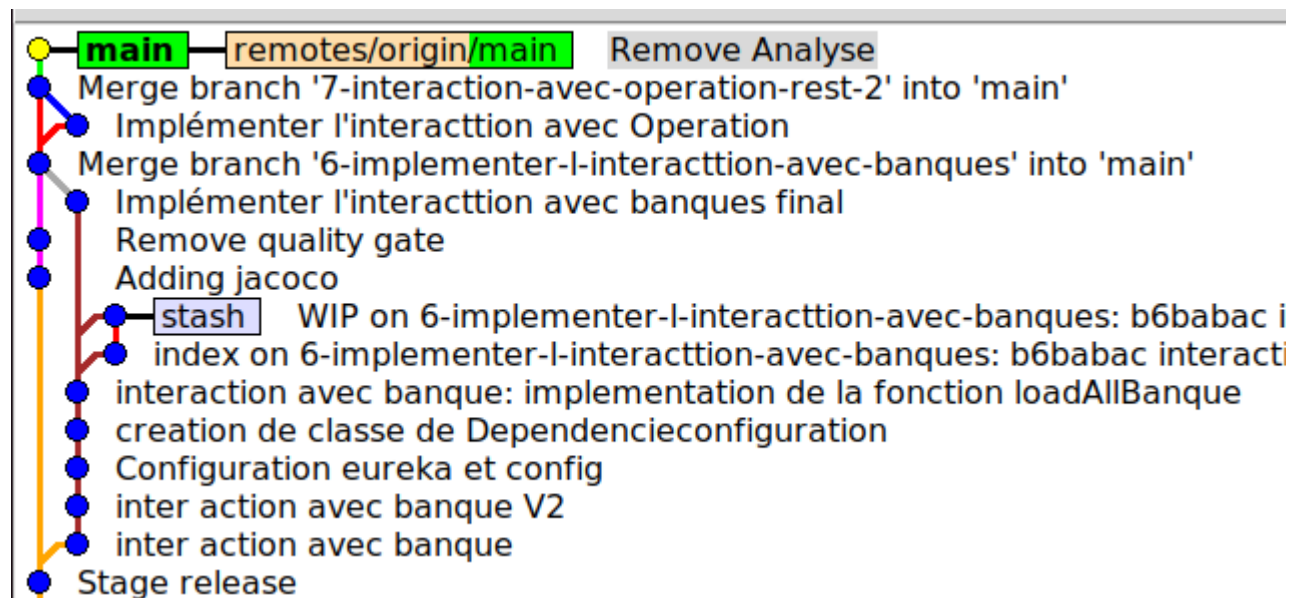 main remotes/origin/main Remove Analyse
Merge branch '7-interaction-avec-operation-rest-2' into 'main'
Implémenter l'interacttion avec Operation
Merge branch '6-implementer-l-interacttion-avec-banques' into 'main'
Implémenter l'interacttion avec banques final
Remove quality gate
Adding jacoco
stash WIP on 6-implementer-l-interacttion-avec-banques: b6babac i
index on 6-implementer-l-interacttion-avec-banques: b6babac interacti
interaction avec banque: implementation de la fonction loadAllBanque
creation de classe de Dependencieconfiguration
Configuration eureka et config
inter action avec banque V2
inter action avec banque
Stage release